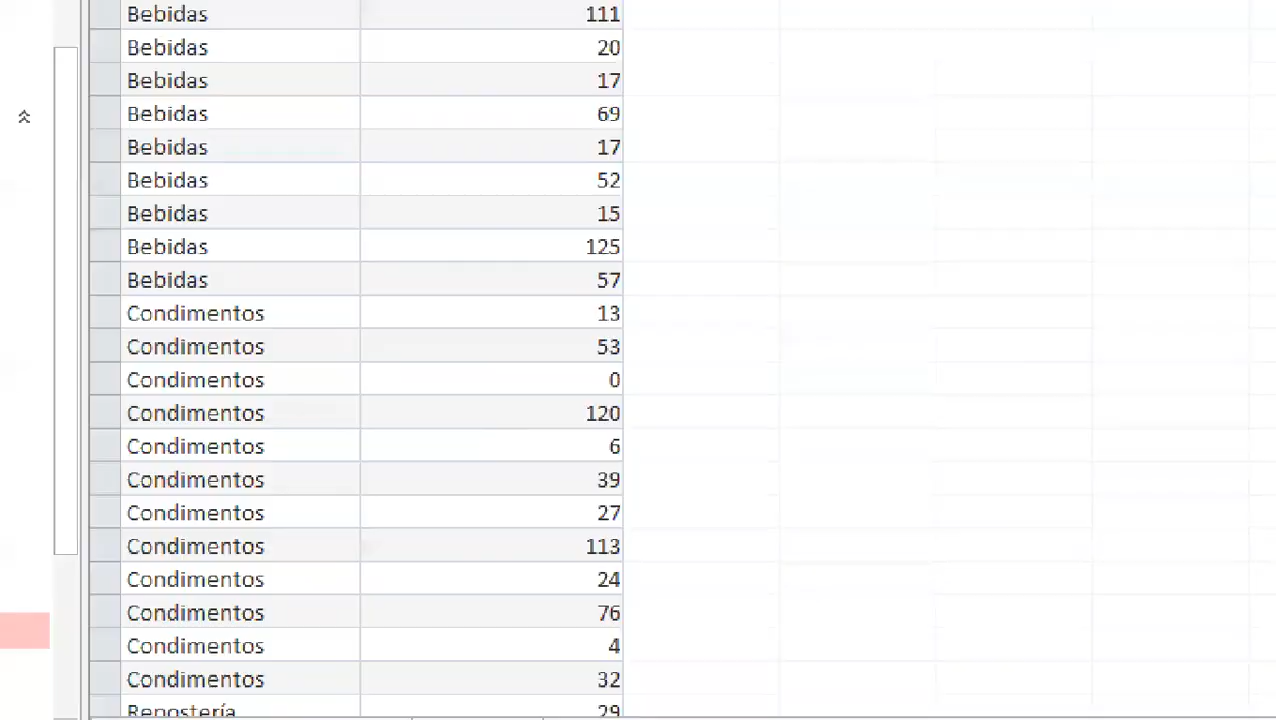 Bebidas 111
Bebidas 20
Bebidas 17
Bebidas 69
Bebidas 17
Bebidas 52
Bebidas 15
Bebidas 125
Bebidas 57
Condimentos 13
Condimentos 53
Condimentos 0
Condimentos 120
Condimentos 6
Condimentos 39
Condimentos 27
Condimentos 113
Condimentos 24
Condimentos 76
Condimentos 4
Condimentos 32
Repostería 29